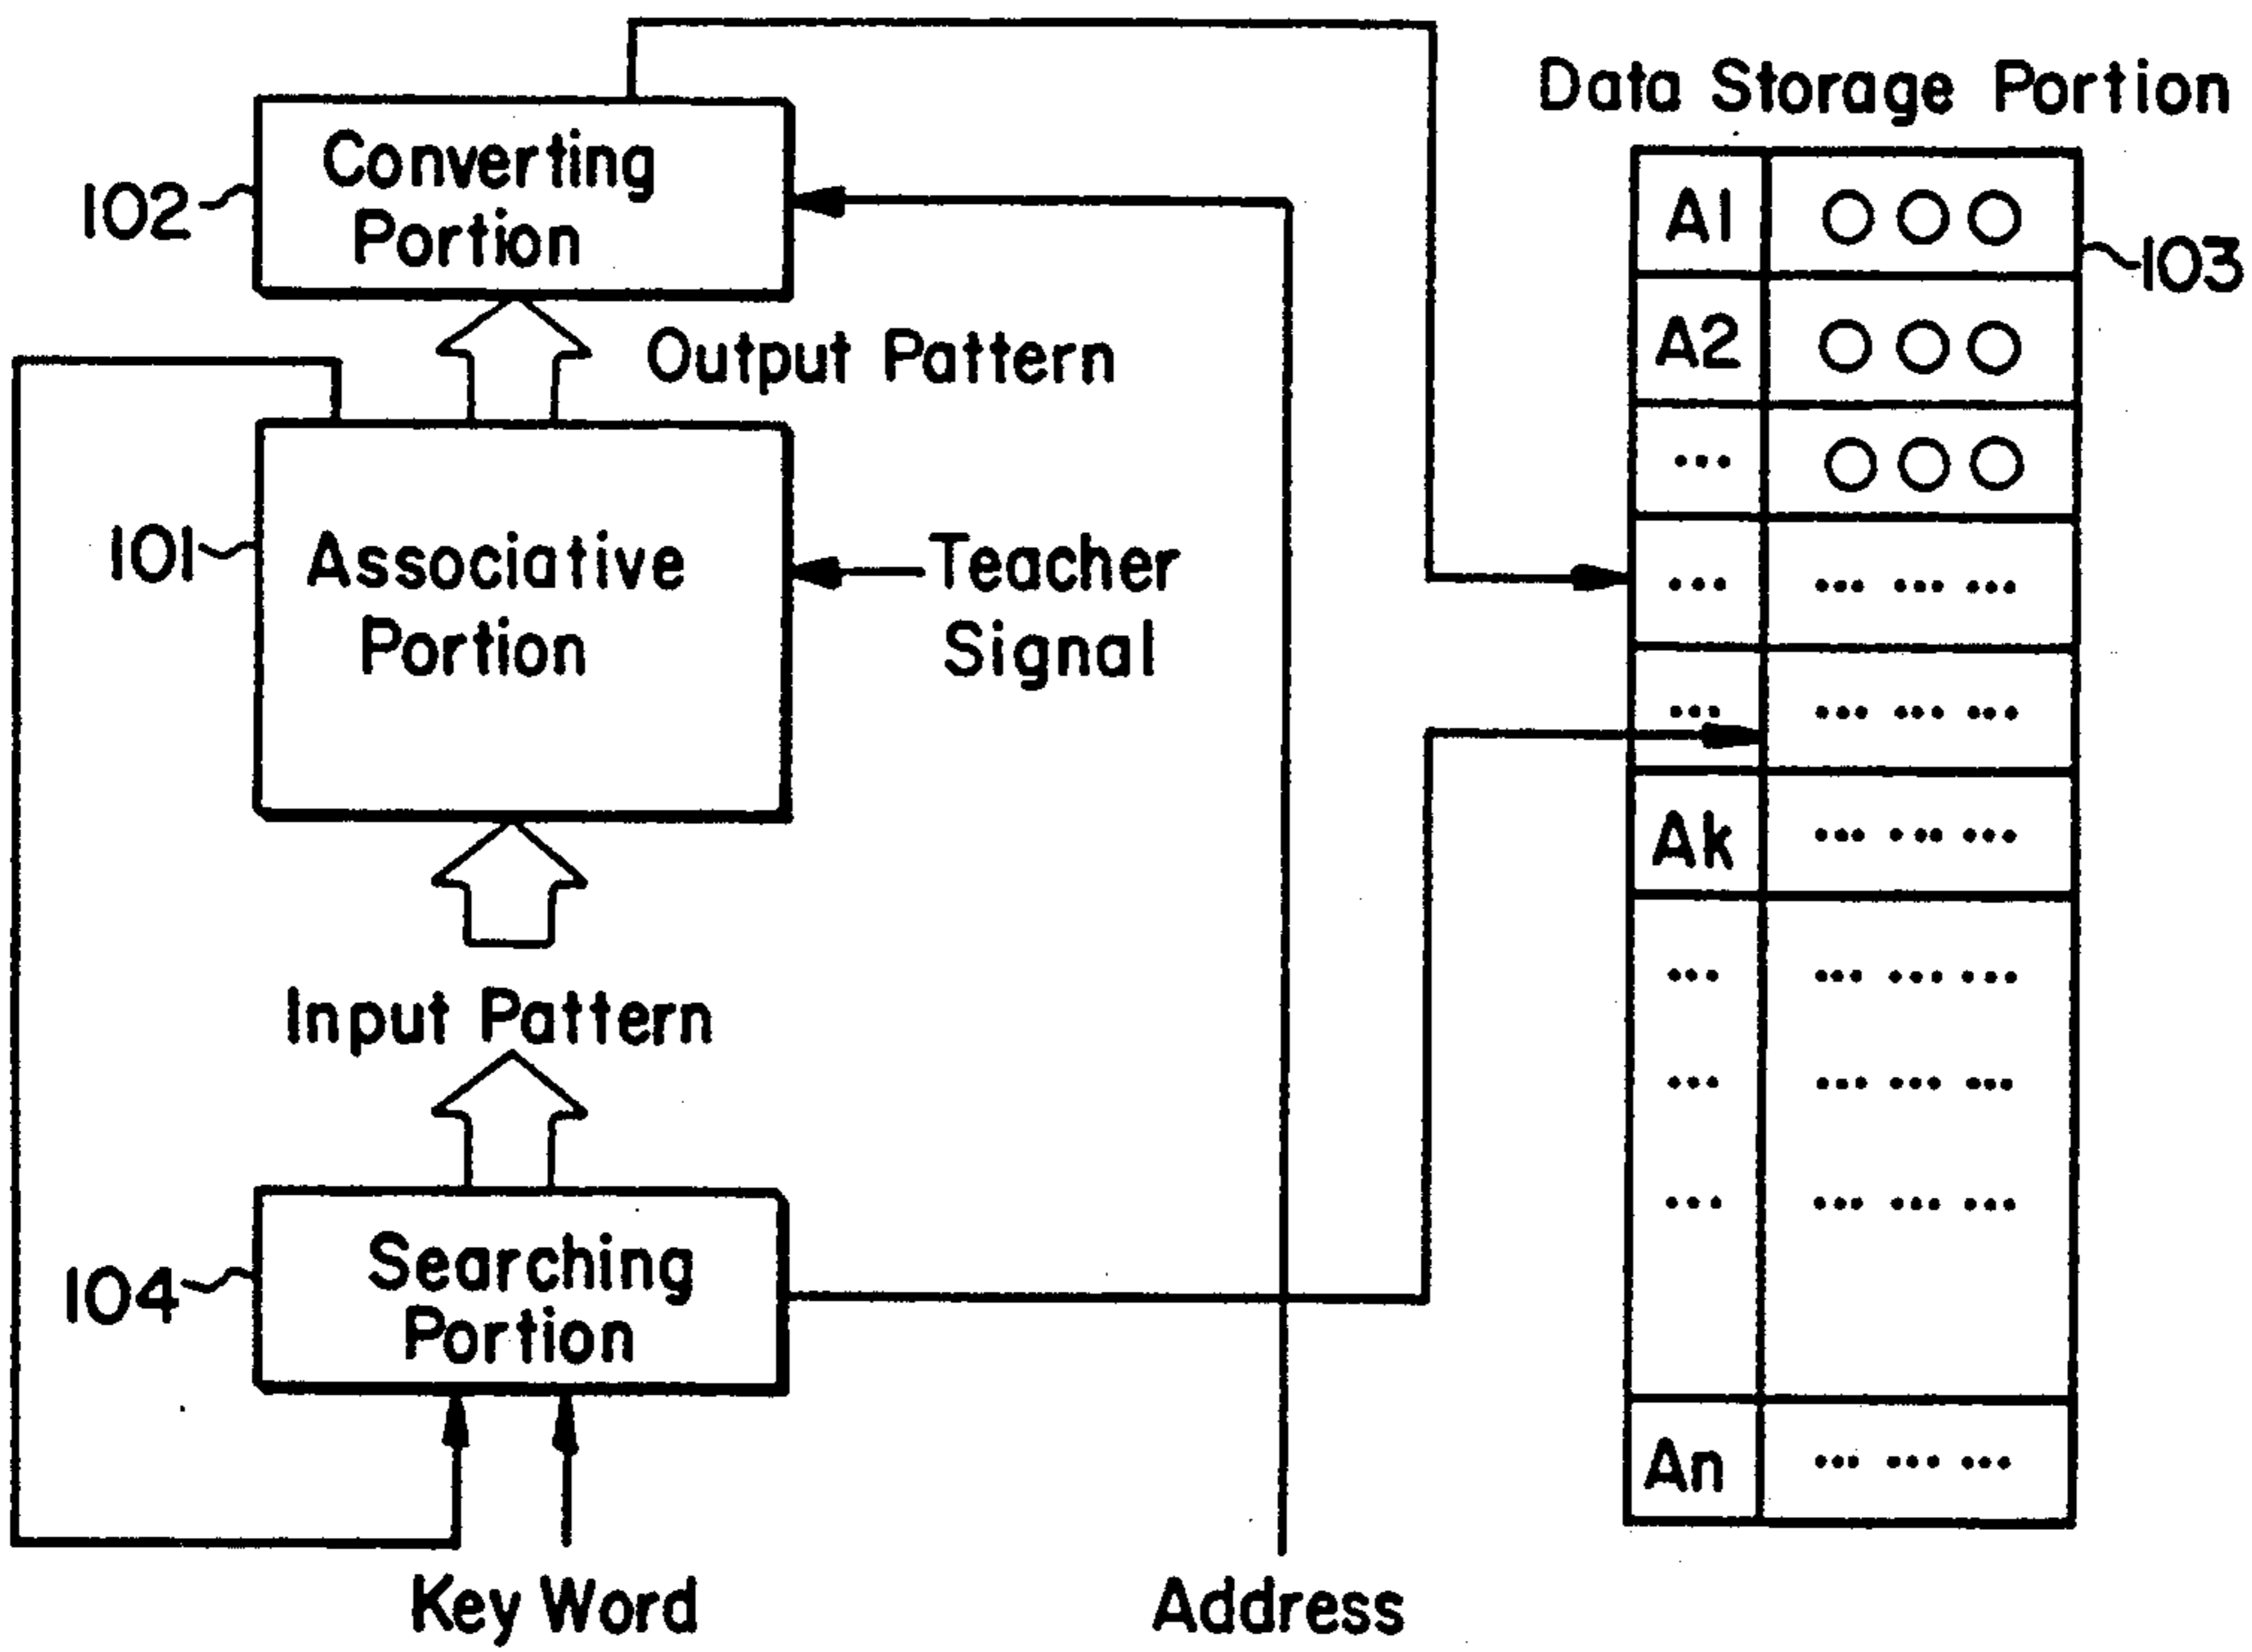 Data Storage Portion
Converting
Portion
102
A1 ○ ○ ○
103
A2 ○ ○ ○
Output Pattern
... ○ ○ ○
101
Associative
Portion
Teacher
Signal
... ... ... ...
... ... ... ...
Ak ... ... ...
Input Pattern
... ... ... ...
... ... ... ...
... ... ... ...
104
Searching
Portion
An ... ... ...
Key Word
Address